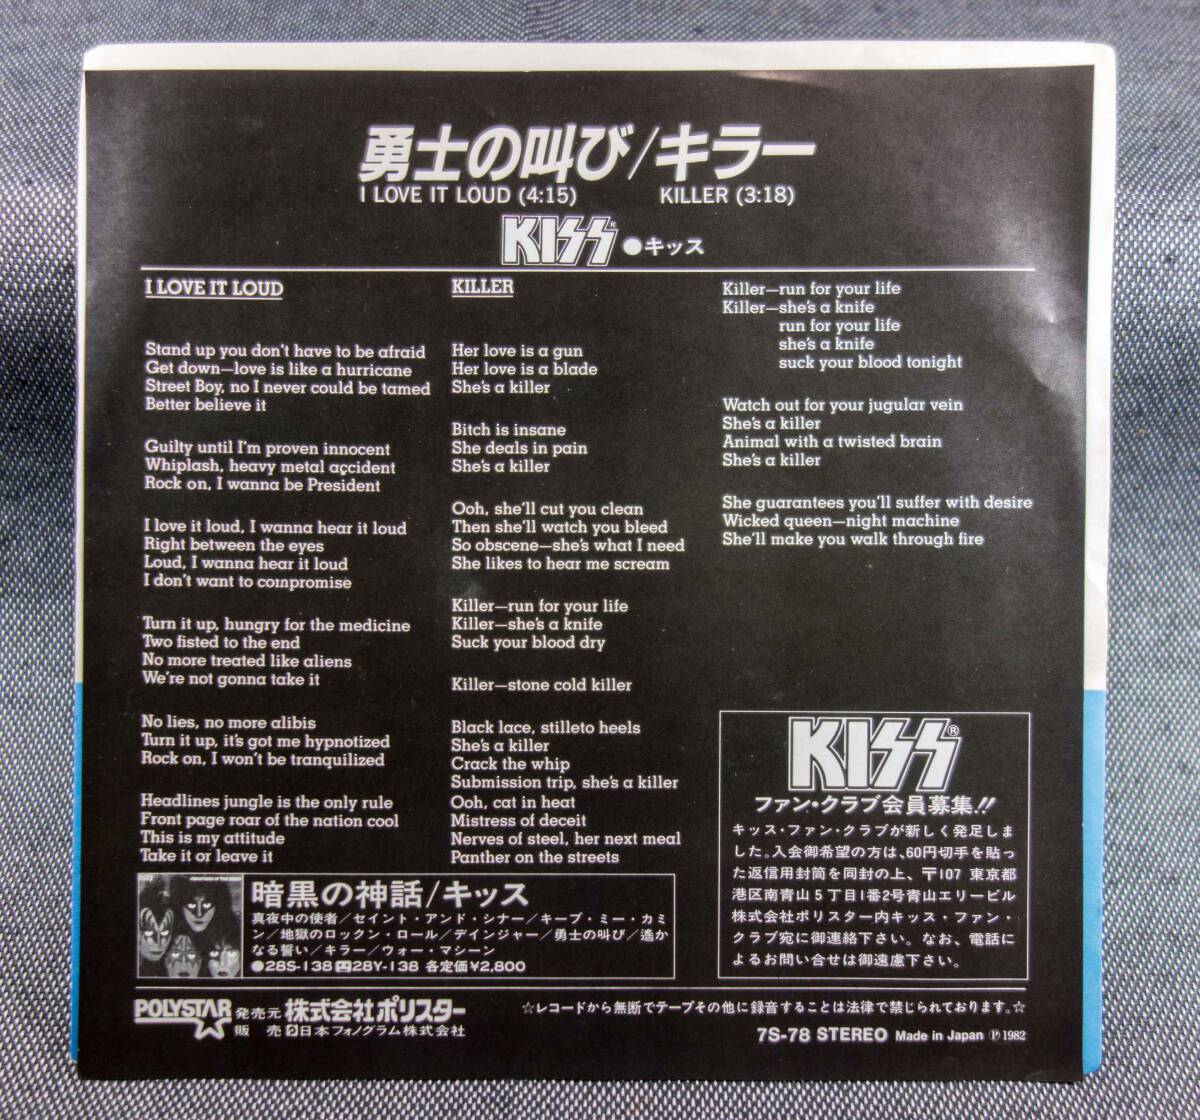 勇士の叫び/キラー
I LOVE IT LOUD (4:15) KILLER (3:18)
KISS® ●キッス
I LOVE IT LOUD
Stand up you don't have to be afraid
Get down—love is like a hurricane
Street Boy, no I never could be tamed
Better believe it
Guilty until I'm proven innocent
Whiplash, heavy metal accident
Rock on, I wanna be President
I love it loud, I wanna hear it loud
Right between the eyes
Loud, I wanna hear it loud
I don't want to compromise
Turn it up, hungry for the medicine
Two fisted to the end
No more treated like aliens
We're not gonna take it
No lies, no more alibis
Turn it up, it's got me hypnotized
Rock on, I won't be tranquilized
Headlines jungle is the only rule
Front page roar of the nation cool
This is my attitude
Take it or leave it
KILLER
Her love is a gun
Her love is a blade
She's a killer
Bitch is insane
She deals in pain
She's a killer
Ooh, she'll cut you clean
Then she'll watch you bleed
So obscene—she's what I need
She likes to hear me scream
Killer—run for your life
Killer—she's a knife
Suck your blood dry
Killer—stone cold killer
Black lace, stilleto heels
She's a killer
Crack the whip
Submission trip, she's a killer
Ooh, cat in heat
Mistress of deceit
Nerves of steel, her next meal
Panther on the streets
Killer—run for your life
Killer—she's a knife
run for your life
she's a knife
suck your blood tonight
Watch out for your jugular vein
She's a killer
Animal with a twisted brain
She's a killer
She guarantees you'll suffer with desire
Wicked queen—night machine
She'll make you walk through fire
KISS®
ファン・クラブ会員募集!!
キッス・ファン・クラブが新しく発足しま
した。入会御希望の方は、60円切手を貼っ
た返信用封筒を同封の上、〒107 東京都
港区南青山5丁目1番2号青山エリービル
株式会社ポリスター内キッス・ファン・
クラブ宛に御連絡下さい。なお、電話に
よるお問い合せは御遠慮下さい。
暗黒の神話/キッス
真夜中の使者/セイント・アンド・シナー/キープ・ミー・カミ
ン/地獄のロックン・ロール/デインジャー/勇士の叫び/遙か
なる誓い/キラー/ウォー・マシーン
●28S-138 28Y-138 各定価¥2,800
POLYSTAR 発売元 株式会社ポリスター
販売 日本フォノグラム株式会社
☆レコードから無断でテープその他に録音することは法律で禁じられております。☆
7S-78 STEREO Made in Japan Ⓟ1982